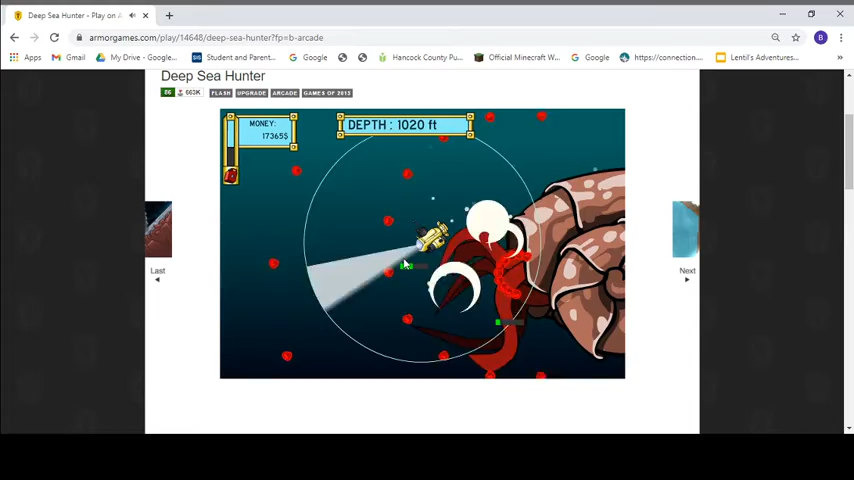 Deep Sea Hunter - Play on A
armorgames.com/play/14648/deep-sea-hunter?fp=b-arcade
B
Apps
Gmail
My Drive - Google...
SIS
Student and Parent...
Google
Hancock County Pu...
Official Minecraft W...
https://connection....
Google
Lentil's Adventures...
»
Deep Sea Hunter
86
663K
FLASH
UPGRADE
ARCADE
GAMES OF 2013
MONEY:
17365$
DEPTH : 1020 ft
Last
Next